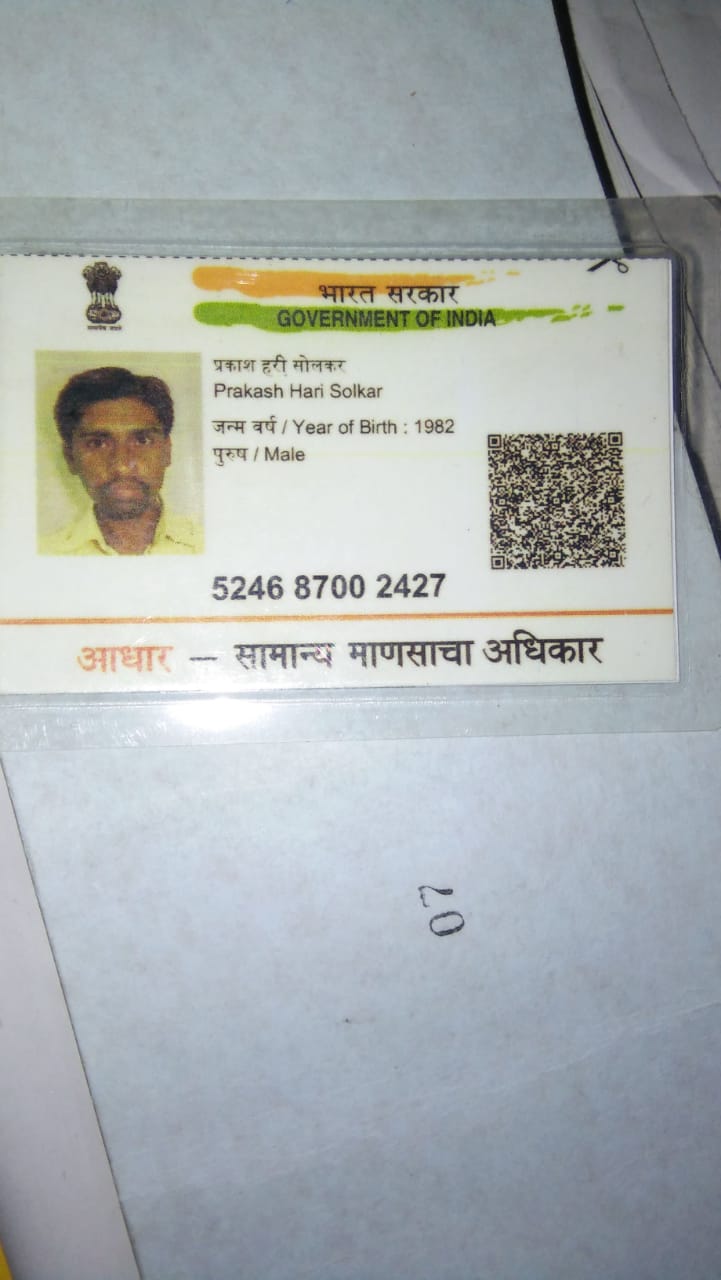 भारत सरकार
GOVERNMENT OF INDIA
प्रकाश हरी सोलकर
Prakash Hari Solkar
जन्म वर्ष / Year of Birth : 1982
पुरुष / Male
5246 8700 2427
आधार — सामान्य माणसाचा अधिकार
07